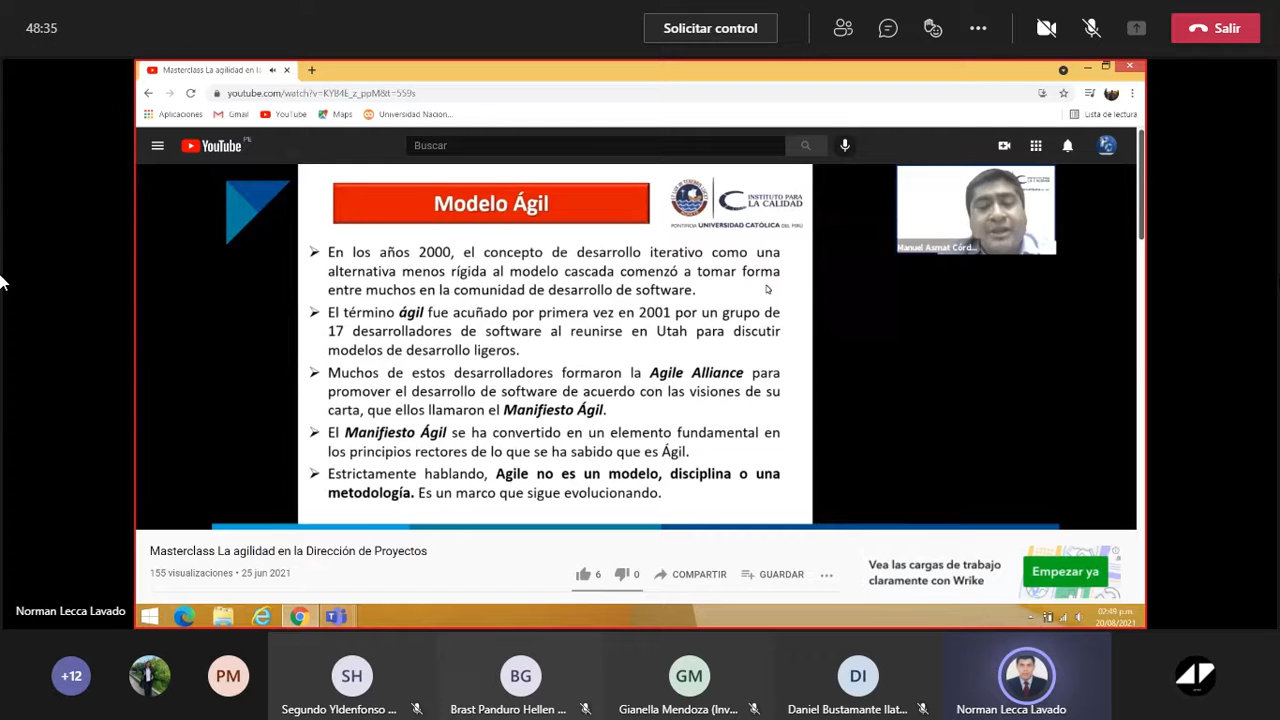 48:35
Solicitar control
Salir
Masterclass La agilidad en la
youtube.com/watch?v=KYB4E_z_ppM&t=559s
Aplicaciones
Gmail
YouTube
Maps
Universidad Nacion...
Lista de lectura
YouTube PE
Buscar
Modelo Ágil
INSTITUTO PARA
LA CALIDAD
PONTIFICIA UNIVERSIDAD CATÓLICA DEL PERÚ
Manuel Asmat Córd...
En los años 2000, el concepto de desarrollo iterativo como una
alternativa menos rígida al modelo cascada comenzó a tomar forma
entre muchos en la comunidad de desarrollo de software.
El término ágil fue acuñado por primera vez en 2001 por un grupo de
17 desarrolladores de software al reunirse en Utah para discutir
modelos de desarrollo ligeros.
Muchos de estos desarrolladores formaron la Agile Alliance para
promover el desarrollo de software de acuerdo con las visiones de su
carta, que ellos llamaron el Manifiesto Ágil.
El Manifiesto Ágil se ha convertido en un elemento fundamental en
los principios rectores de lo que se ha sabido que es Ágil.
Estrictamente hablando, Agile no es un modelo, disciplina o una
metodología. Es un marco que sigue evolucionando.
Masterclass La agilidad en la Dirección de Proyectos
155 visualizaciones • 25 jun 2021
6
0
COMPARTIR
GUARDAR
Vea las cargas de trabajo
claramente con Wrike
Empezar ya
Norman Lecca Lavado
02:49 p.m.
20/08/2021
+12
PM
SH
Segundo Yldenfonso ...
BG
Brast Panduro Hellen ...
GM
Gianella Mendoza (Inv...
DI
Daniel Bustamante Ilat...
Norman Lecca Lavado